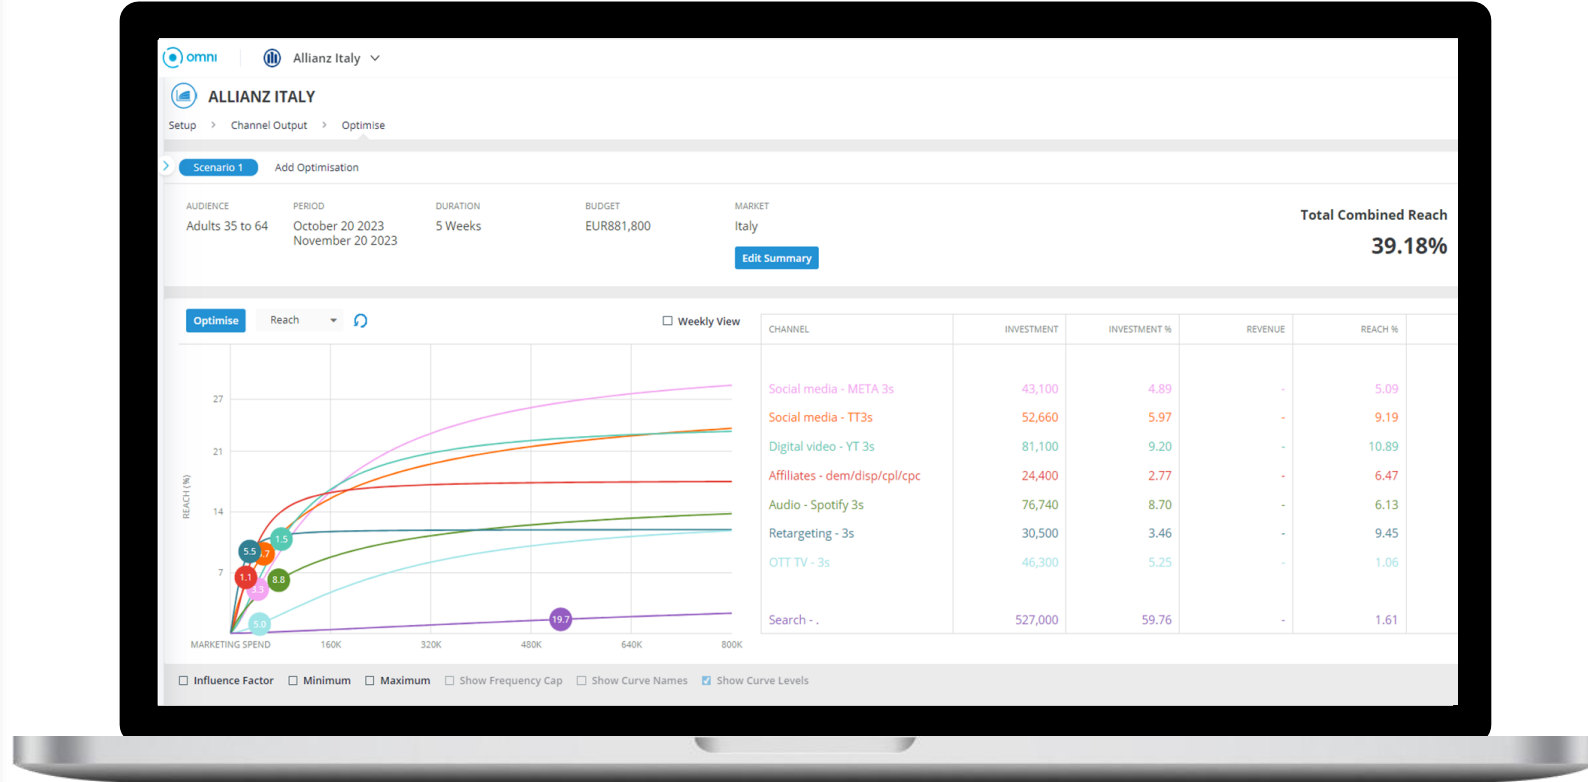 omni
Allianz Italy
ALLIANZ ITALY
Setup > Channel Output > Optimise
Scenario 1 Add Optimisation
AUDIENCE PERIOD DURATION BUDGET MARKET
Adults 35 to 64 October 20 2023 5 Weeks EUR881,800 Italy
November 20 2023
Edit Summary
Total Combined Reach
39.18%
Optimise Reach Weekly View
REACH (%)
27
21
14
7
5.5 .7 1.5
1.1 3.3 8.8
5.0 19.7
MARKETING SPEND 160K 320K 480K 640K 800K
CHANNEL INVESTMENT INVESTMENT % REVENUE REACH %
Social media - META 3s 43,100 4.89 - 5.09
Social media - TT3s 52,660 5.97 - 9.19
Digital video - YT 3s 81,100 9.20 - 10.89
Affiliates - dem/disp/cpl/cpc 24,400 2.77 - 6.47
Audio - Spotify 3s 76,740 8.70 - 6.13
Retargeting - 3s 30,500 3.46 - 9.45
OTT TV - 3s 46,300 5.25 - 1.06
Search - . 527,000 59.76 - 1.61
Influence Factor Minimum Maximum Show Frequency Cap Show Curve Names Show Curve Levels